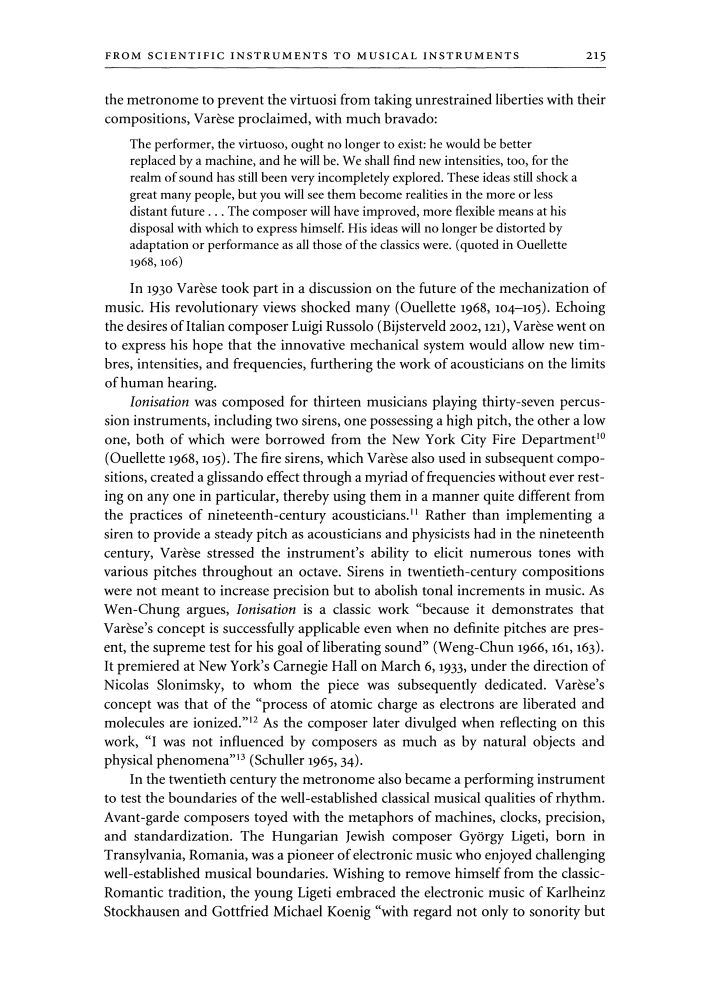 FROM SCIENTIFIC INSTRUMENTS TO MUSICAL INSTRUMENTS 215
the metronome to prevent the virtuosi from taking unrestrained liberties with their
compositions, Varèse proclaimed, with much bravado:
The performer, the virtuoso, ought no longer to exist: he would be better
replaced by a machine, and he will be. We shall find new intensities, too, for the
realm of sound has still been very incompletely explored. These ideas still shock a
great many people, but you will see them become realities in the more or less
distant future . . . The composer will have improved, more flexible means at his
disposal with which to express himself. His ideas will no longer be distorted by
adaptation or performance as all those of the classics were. (quoted in Ouellette
1968, 106)
In 1930 Varèse took part in a discussion on the future of the mechanization of
music. His revolutionary views shocked many (Ouellette 1968, 104–105). Echoing
the desires of Italian composer Luigi Russolo (Bijsterveld 2002, 121), Varèse went on
to express his hope that the innovative mechanical system would allow new tim-
bres, intensities, and frequencies, furthering the work of acousticians on the limits
of human hearing.
Ionisation was composed for thirteen musicians playing thirty-seven percus-
sion instruments, including two sirens, one possessing a high pitch, the other a low
one, both of which were borrowed from the New York City Fire Department¹⁰
(Ouellette 1968, 105). The fire sirens, which Varèse also used in subsequent compo-
sitions, created a glissando effect through a myriad of frequencies without ever rest-
ing on any one in particular, thereby using them in a manner quite different from
the practices of nineteenth-century acousticians.¹¹ Rather than implementing a
siren to provide a steady pitch as acousticians and physicists had in the nineteenth
century, Varèse stressed the instrument’s ability to elicit numerous tones with
various pitches throughout an octave. Sirens in twentieth-century compositions
were not meant to increase precision but to abolish tonal increments in music. As
Wen-Chung argues, Ionisation is a classic work “because it demonstrates that
Varèse’s concept is successfully applicable even when no definite pitches are pres-
ent, the supreme test for his goal of liberating sound” (Weng-Chun 1966, 161, 163).
It premiered at New York’s Carnegie Hall on March 6, 1933, under the direction of
Nicolas Slonimsky, to whom the piece was subsequently dedicated. Varèse’s
concept was that of the “process of atomic charge as electrons are liberated and
molecules are ionized.”¹² As the composer later divulged when reflecting on this
work, “I was not influenced by composers as much as by natural objects and
physical phenomena”¹³ (Schuller 1965, 34).
In the twentieth century the metronome also became a performing instrument
to test the boundaries of the well-established classical musical qualities of rhythm.
Avant-garde composers toyed with the metaphors of machines, clocks, precision,
and standardization. The Hungarian Jewish composer György Ligeti, born in
Transylvania, Romania, was a pioneer of electronic music who enjoyed challenging
well-established musical boundaries. Wishing to remove himself from the classic-
Romantic tradition, the young Ligeti embraced the electronic music of Karlheinz
Stockhausen and Gottfried Michael Koenig “with regard not only to sonority but